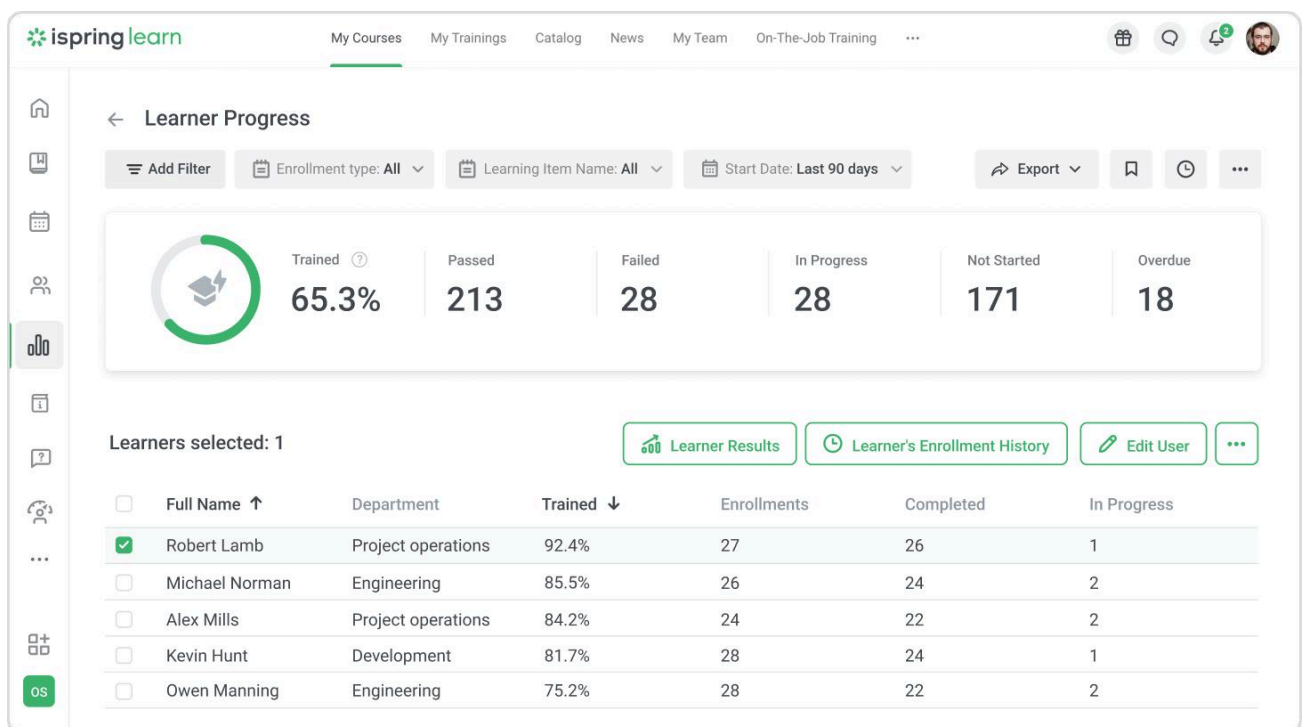 ispring learn
My Courses My Trainings Catalog News My Team On-The-Job Training ... 2
Learner Progress
Add Filter Enrollment type: All Learning Item Name: All Start Date: Last 90 days Export ...
Trained ? Passed Failed In Progress Not Started Overdue
65.3% 213 28 28 171 18
Learners selected: 1 Learner Results Learner's Enrollment History Edit User ...
Full Name ↑ Department Trained ↓ Enrollments Completed In Progress
Robert Lamb Project operations 92.4% 27 26 1
Michael Norman Engineering 85.5% 26 24 2
Alex Mills Project operations 84.2% 24 22 2
Kevin Hunt Development 81.7% 28 24 1
Owen Manning Engineering 75.2% 28 22 2
OS